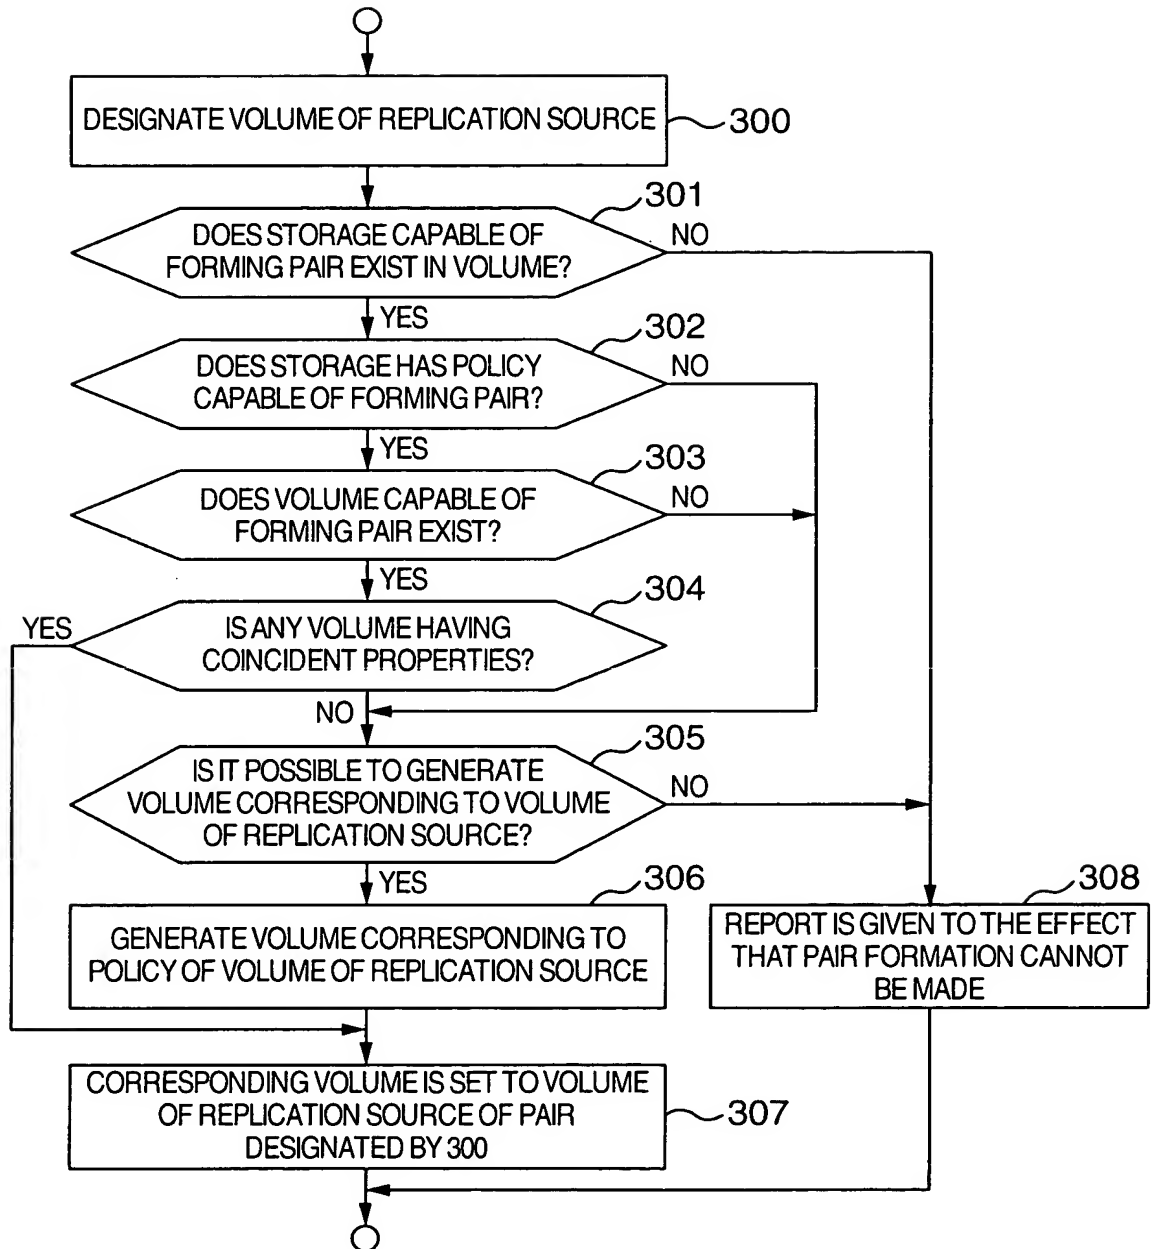 DESIGNATE VOLUME OF REPLICATION SOURCE
300
301
DOES STORAGE CAPABLE OF
FORMING PAIR EXIST IN VOLUME?
NO
YES
302
DOES STORAGE HAS POLICY
CAPABLE OF FORMING PAIR?
NO
YES
303
DOES VOLUME CAPABLE OF
FORMING PAIR EXIST?
NO
YES
304
YES
IS ANY VOLUME HAVING
COINCIDENT PROPERTIES?
NO
305
IS IT POSSIBLE TO GENERATE
VOLUME CORRESPONDING TO VOLUME
OF REPLICATION SOURCE?
NO
YES
306
GENERATE VOLUME CORRESPONDING TO
POLICY OF VOLUME OF REPLICATION SOURCE
308
REPORT IS GIVEN TO THE EFFECT
THAT PAIR FORMATION CANNOT
BE MADE
CORRESPONDING VOLUME IS SET TO VOLUME
OF REPLICATION SOURCE OF PAIR
DESIGNATED BY 300
307